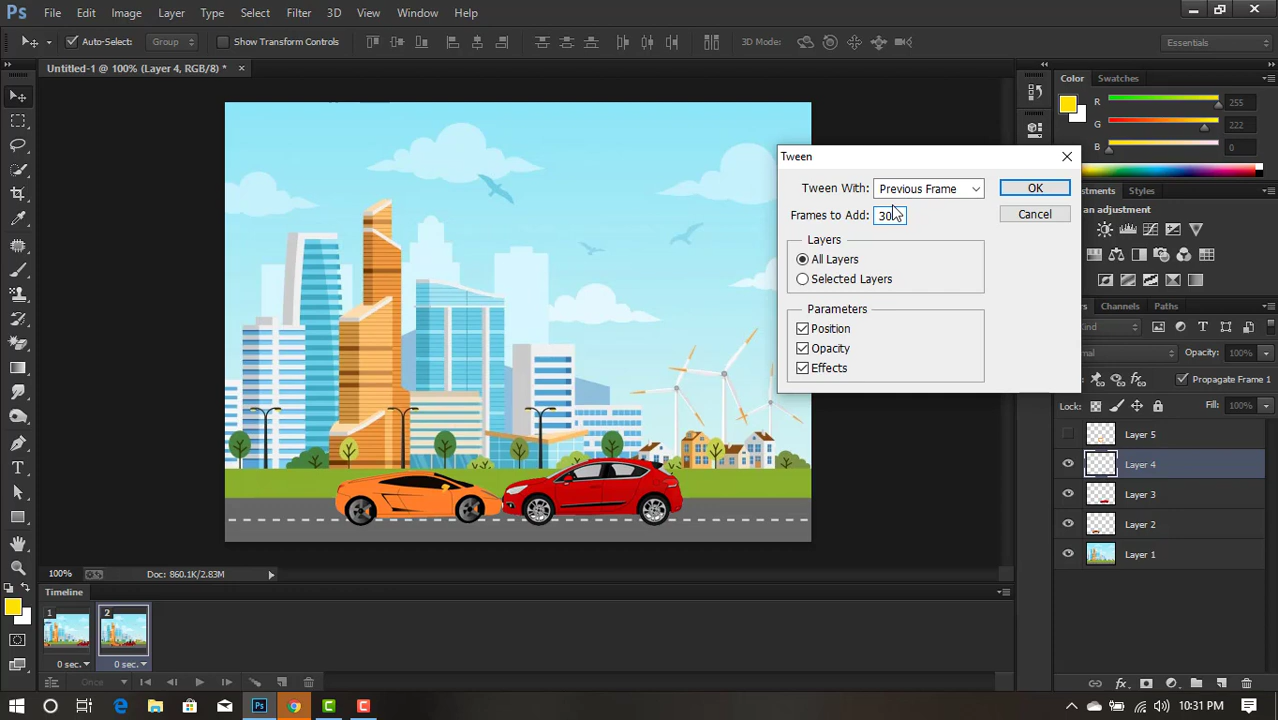 Ps File Edit Image Layer Type Select Filter 3D View Window Help
Auto-Select: Group Show Transform Controls 3D Mode: Essentials
Untitled-1 @ 100% (Layer 4, RGB/8) * ×
Color Swatches
R 255
G 222
B 0
Tween
Tween With: Previous Frame OK
Frames to Add: 30 Cancel
Layers
All Layers
Selected Layers
Parameters
Position
Opacity
Effects
Styles
an adjustment
Channels Paths
Opacity: 100%
Propagate Frame 1
Lock: Fill: 100%
Layer 5
Layer 4
Layer 3
Layer 2
Layer 1
100% Doc: 860.1K/2.83M
Timeline
1 2
0 sec. 0 sec.
Once
fx
10:31 PM